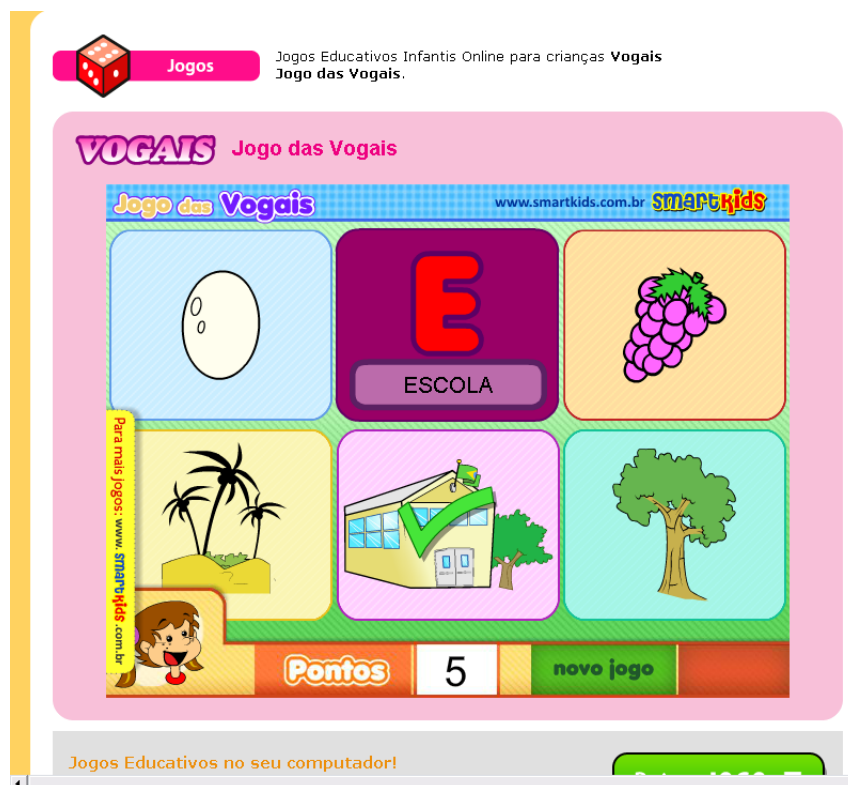 Jogos
Jogos Educativos Infantis Online para crianças Vogais
Jogo das Vogais.
VOGAIS Jogo das Vogais
Jogo das Vogais www.smartkids.com.br smartkids
E
ESCOLA
Para mais jogos: www.smartkids.com.br
Pontos 5 novo jogo
Jogos Educativos no seu computador!